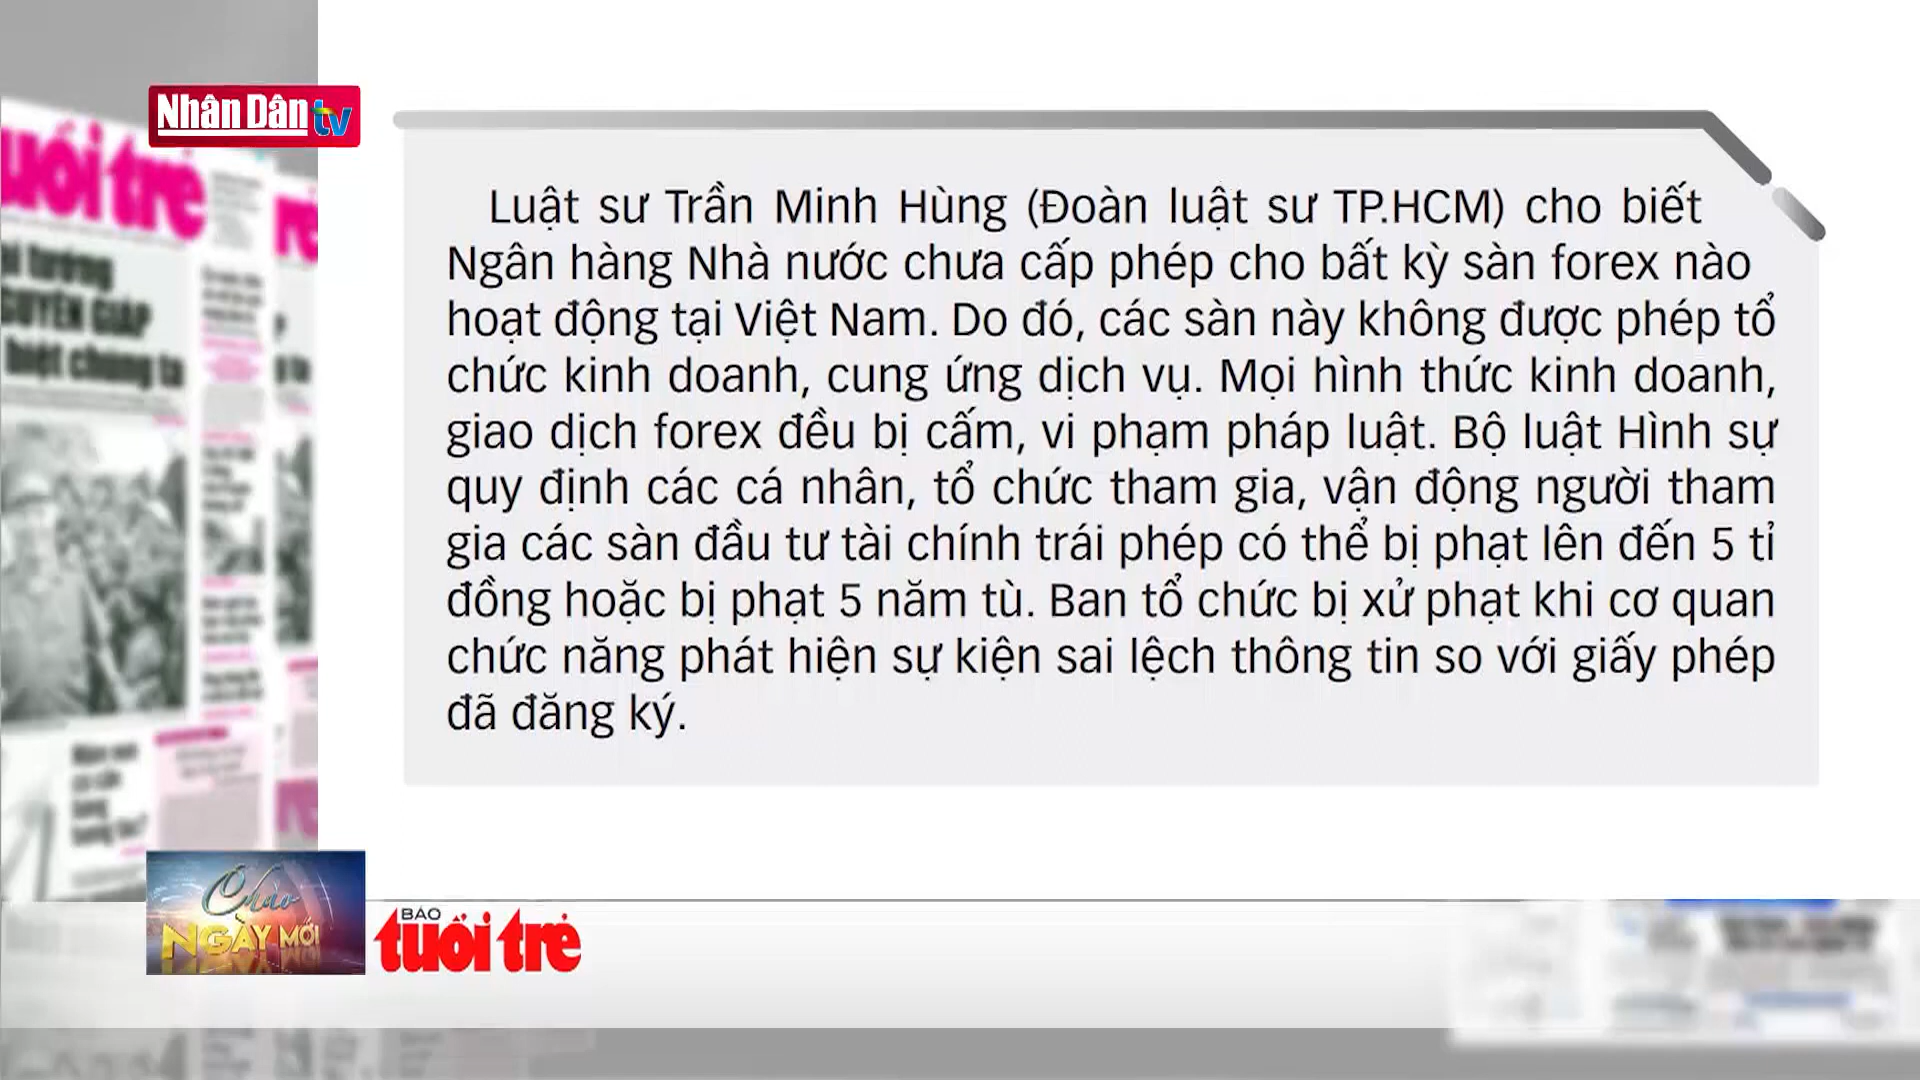 Nhân Dân tv
tuổi trẻ
Luật sư Trần Minh Hùng (Đoàn luật sư TP.HCM) cho biết
Ngân hàng Nhà nước chưa cấp phép cho bất kỳ sàn forex nào
hoạt động tại Việt Nam. Do đó, các sàn này không được phép tổ
chức kinh doanh, cung ứng dịch vụ. Mọi hình thức kinh doanh,
giao dịch forex đều bị cấm, vi phạm pháp luật. Bộ luật Hình sự
quy định các cá nhân, tổ chức tham gia, vận động người tham
gia các sàn đầu tư tài chính trái phép có thể bị phạt lên đến 5 tỉ
đồng hoặc bị phạt 5 năm tù. Ban tổ chức bị xử phạt khi cơ quan
chức năng phát hiện sự kiện sai lệch thông tin so với giấy phép
đã đăng ký.
tướng
GIÁP
biệt chúng ta
Chào
NGÀY MỚI
BÁO
tuổi trẻ